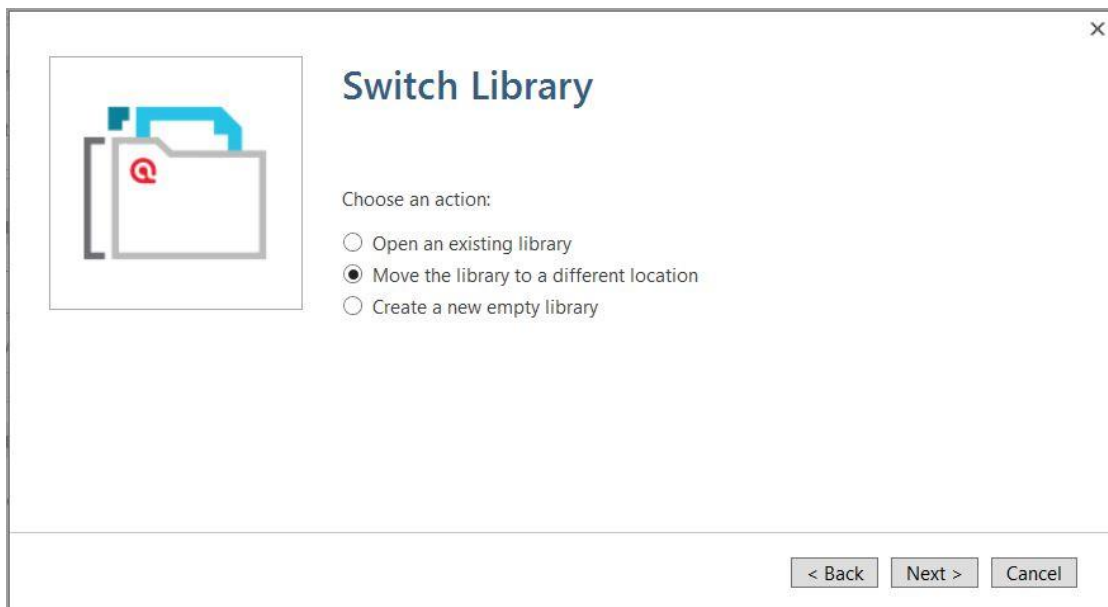 Switch Library
Choose an action:
Open an existing library
Move the library to a different location
Create a new empty library
< Back Next > Cancel